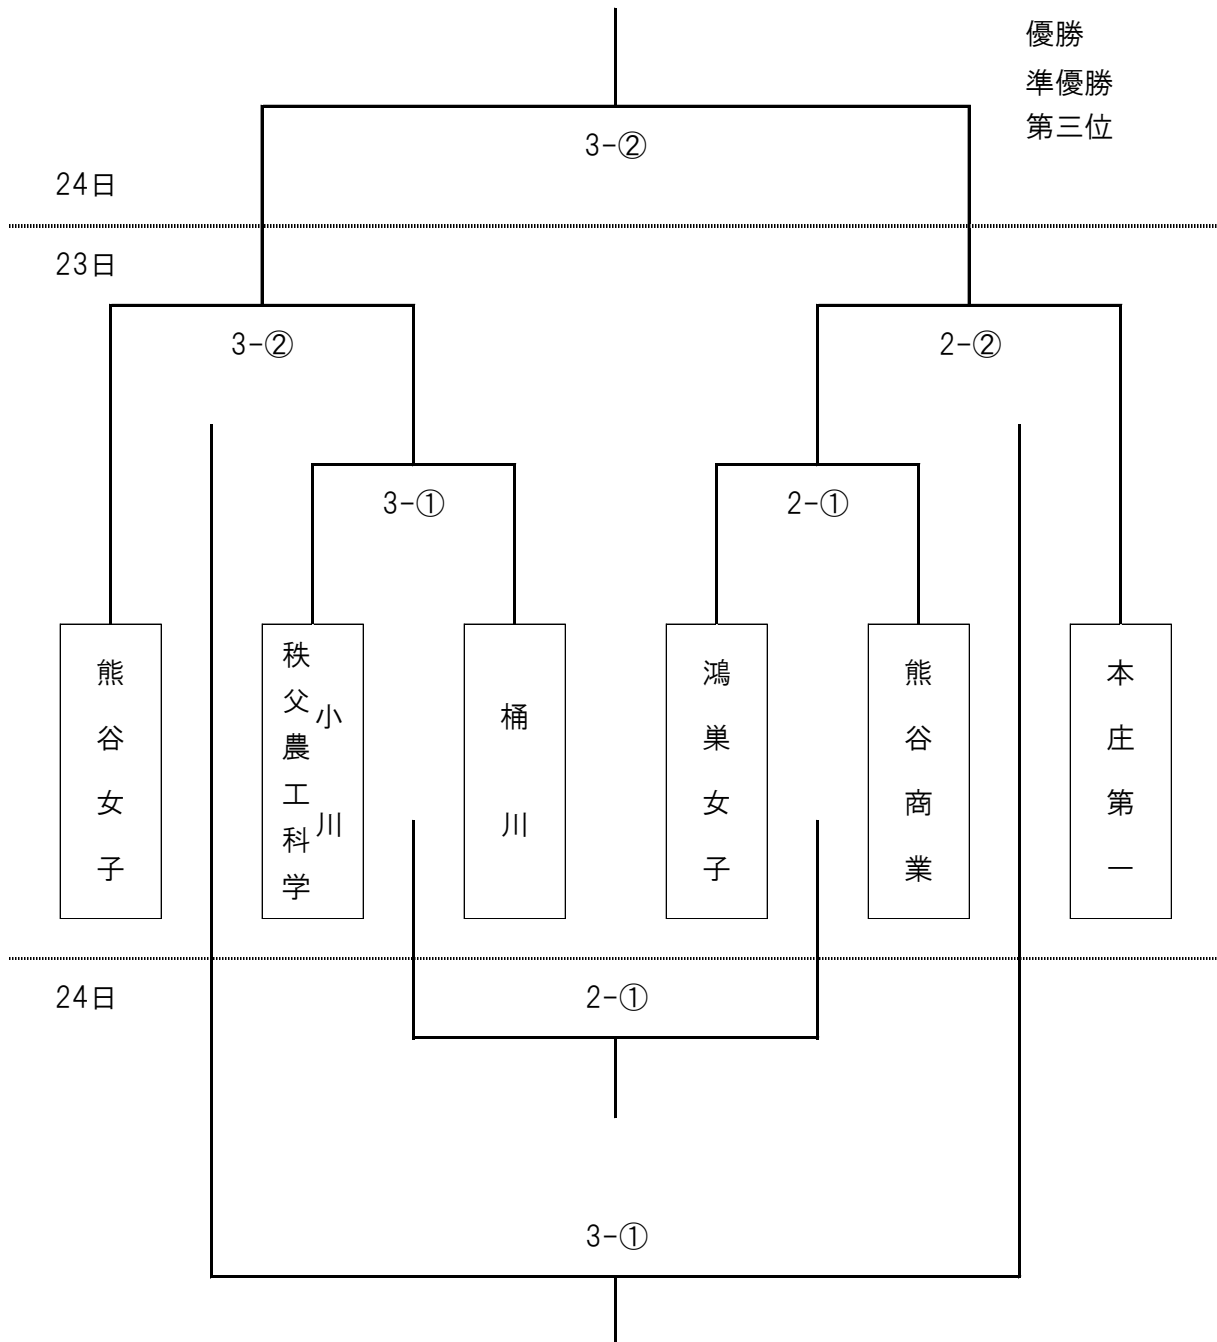 優勝
準優勝
第三位
3-②
24日
23日
3-②
2-②
3-①
2-①
熊谷女子
秩父農工科学
小川
桶川
鴻巣女子
熊谷商業
本庄第一
24日
2-①
3-①